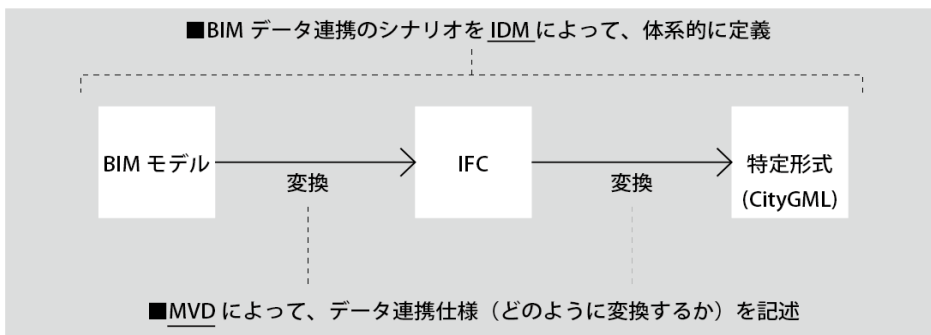 ■BIM データ連携のシナリオを IDM によって、体系的に定義
BIM モデル
変換
IFC
変換
特定形式
(CityGML)
■MVD によって、データ連携仕様（どのように変換するか）を記述